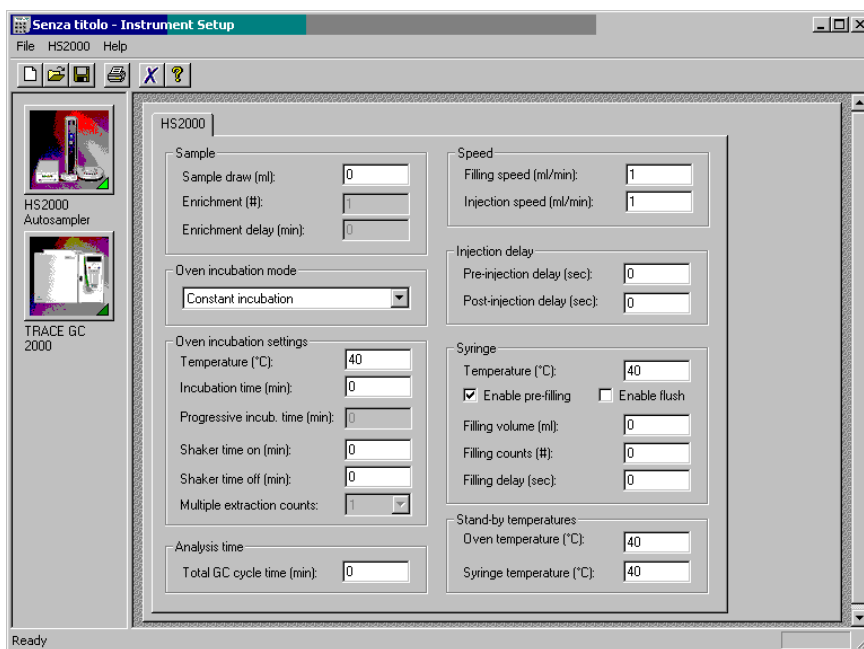 Senza titolo - Instrument Setup
File HS2000 Help
HS2000
Autosampler
TRACE GC
2000
HS2000
Sample
Sample draw (ml): 0
Enrichment (#): 1
Enrichment delay (min): 0
Oven incubation mode
Constant incubation
Oven incubation settings
Temperature (°C): 40
Incubation time (min): 0
Progressive incub. time (min): 0
Shaker time on (min): 0
Shaker time off (min): 0
Multiple extraction counts: 1
Analysis time
Total GC cycle time (min): 0
Speed
Filling speed (ml/min): 1
Injection speed (ml/min): 1
Injection delay
Pre-injection delay (sec): 0
Post-injection delay (sec): 0
Syringe
Temperature (°C): 40
Enable pre-filling Enable flush
Filling volume (ml): 0
Filling counts (#): 0
Filling delay (sec): 0
Stand-by temperatures
Oven temperature (°C): 40
Syringe temperature (°C): 40
Ready